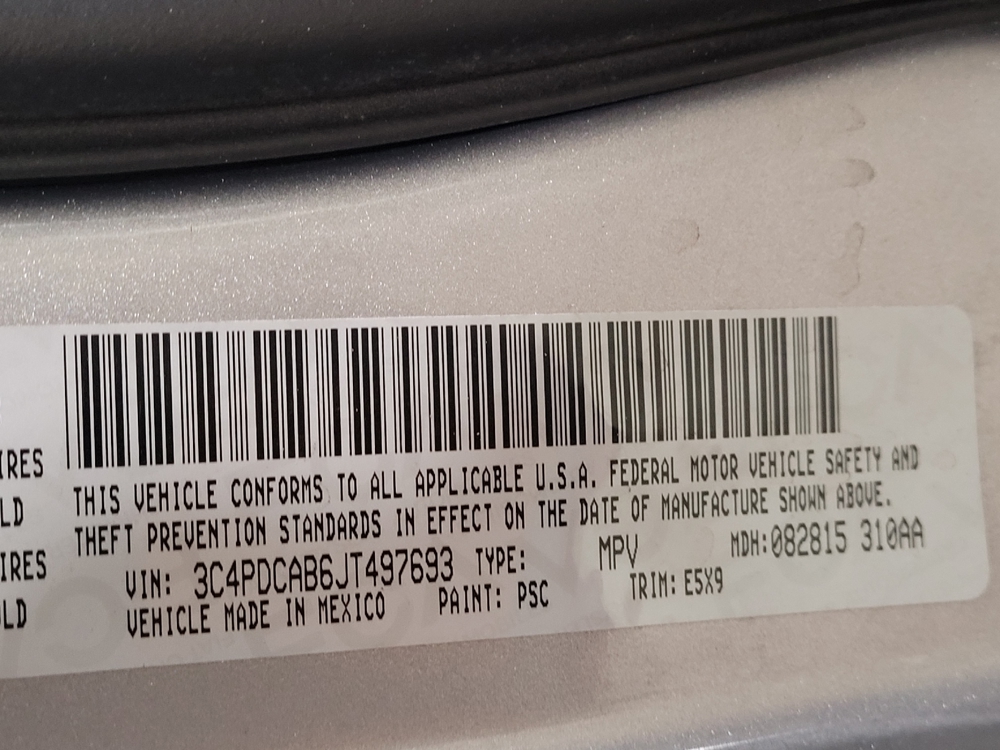 IRES
LD
IRES
LD
THIS VEHICLE CONFORMS TO ALL APPLICABLE U.S.A. FEDERAL MOTOR VEHICLE SAFETY AND
THEFT PREVENTION STANDARDS IN EFFECT ON THE DATE OF MANUFACTURE SHOWN ABOVE.
VIN: 3C4PDCAB6JT497693 TYPE: MPV MDH:082815 310AA
VEHICLE MADE IN MEXICO PAINT: PSC TRIM: E5X9